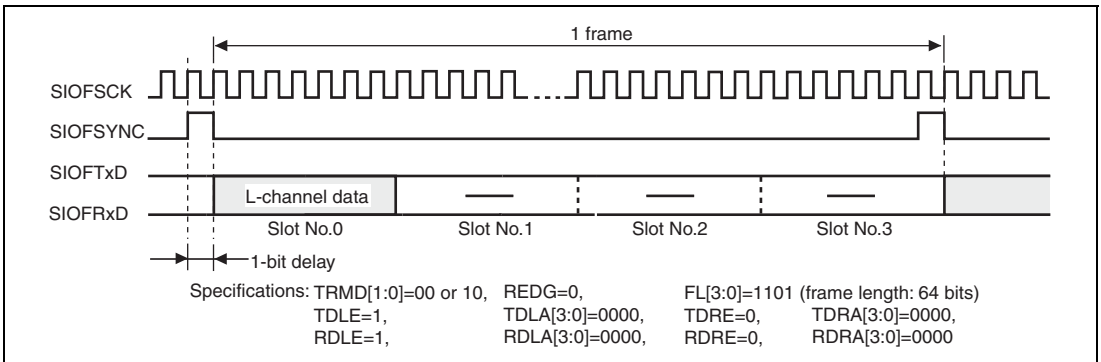 1 frame
SIOFSCK
SIOFSYNC
SIOFTxD
SIOFRxD
L-channel data
Slot No.0 Slot No.1 Slot No.2 Slot No.3
1-bit delay
Specifications: TRMD[1:0]=00 or 10, REDG=0, FL[3:0]=1101 (frame length: 64 bits)
TDLE=1, TDLA[3:0]=0000, TDRE=0, TDRA[3:0]=0000,
RDLE=1, RDLA[3:0]=0000, RDRE=0, RDRA[3:0]=0000